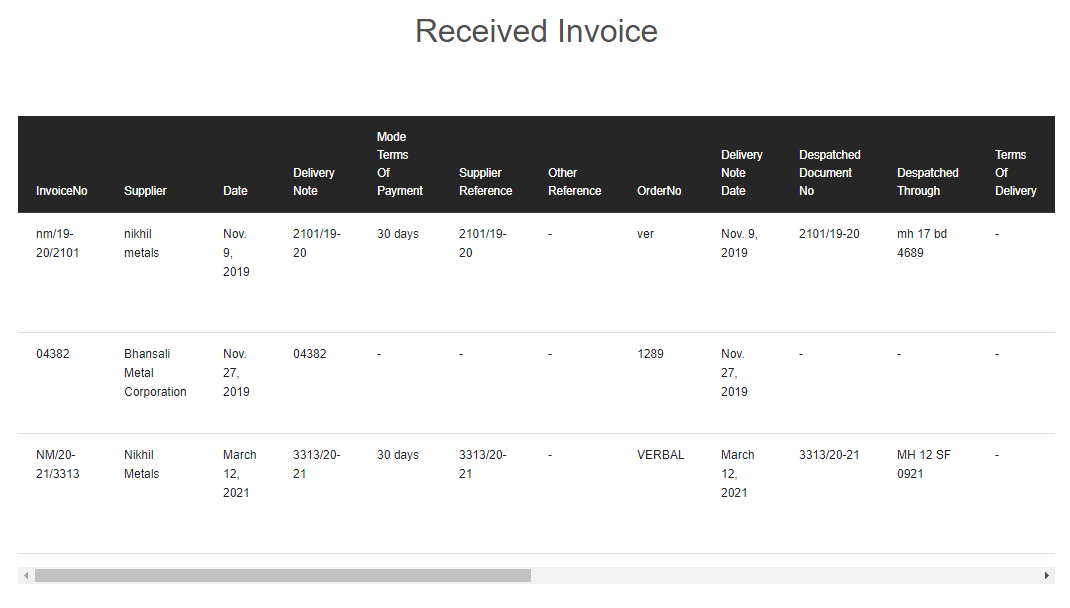 Received Invoice
InvoiceNo
Supplier
Date
Delivery
Note
Mode
Terms
Of
Payment
Supplier
Reference
Other
Reference
OrderNo
Delivery
Note
Date
Despatched
Document
No
Despatched
Through
Terms
Of
Delivery
nm/19-
20/2101
nikhil
metals
Nov.
9,
2019
2101/19-
20
30 days
2101/19-
20
-
ver
Nov. 9,
2019
2101/19-20
mh 17 bd
4689
-
04382
Bhansali
Metal
Corporation
Nov.
27,
2019
04382
-
-
-
1289
Nov.
27,
2019
-
-
-
NM/20-
21/3313
Nikhil
Metals
March
12,
2021
3313/20-
21
30 days
3313/20-
21
-
VERBAL
March
12,
2021
3313/20-21
MH 12 SF
0921
-